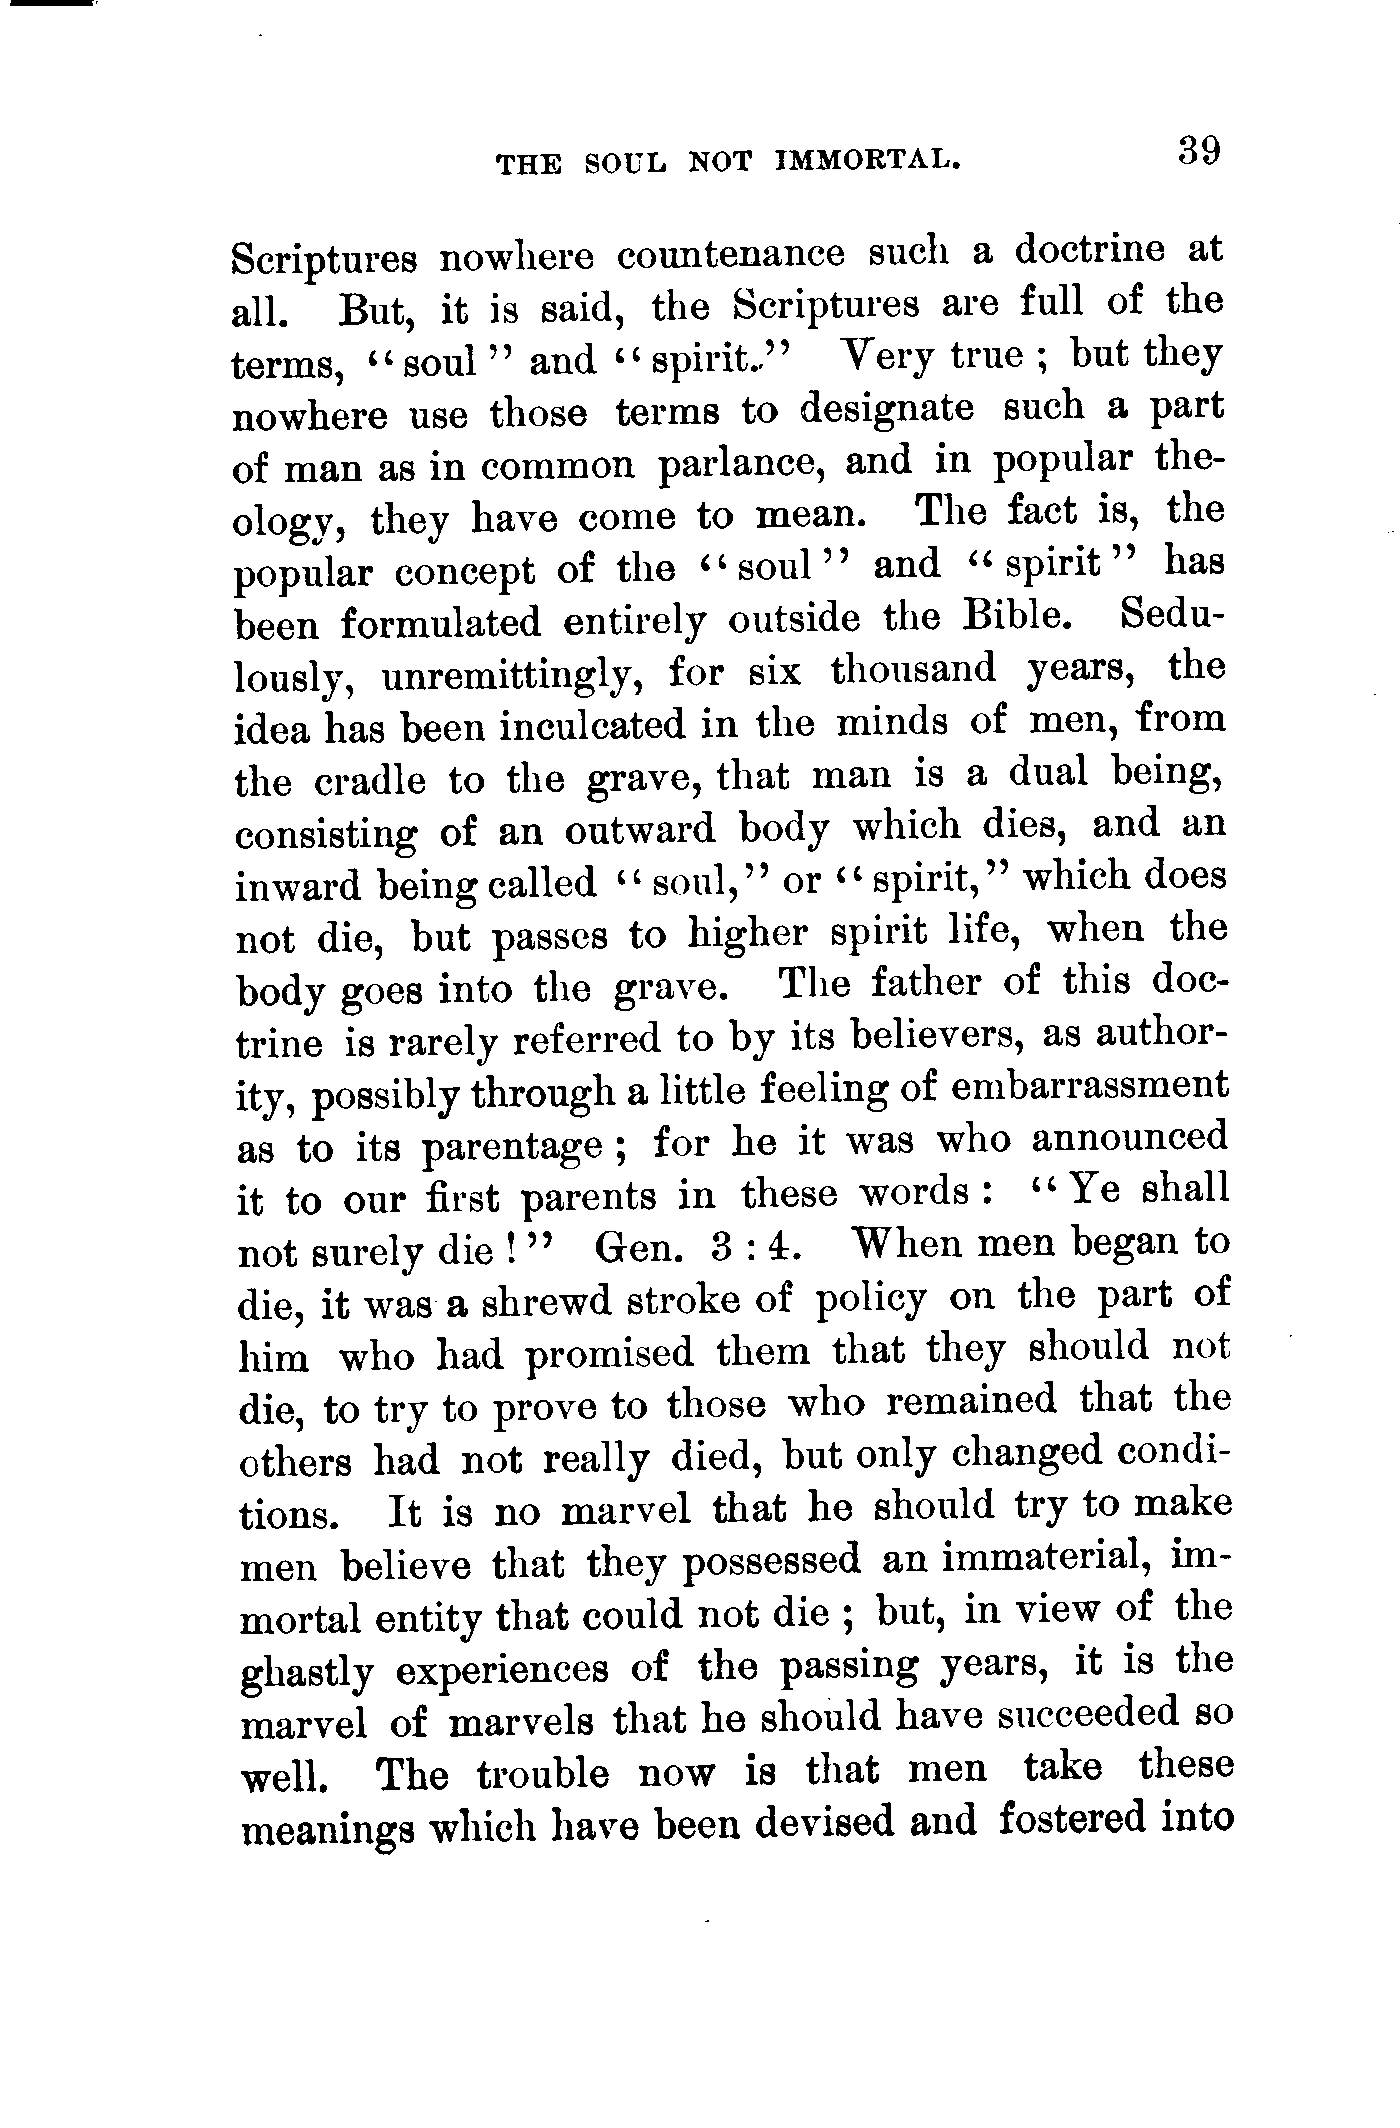 THE SOUL NOT IMMORTAL. 39
Scriptures nowhere countenance such a doctrine at
all. But, it is said, the Scriptures are full of the
terms, "soul" and "spirit." Very true; but they
nowhere use those terms to designate such a part
of man as in common parlance, and in popular the-
ology, they have come to mean. The fact is, the
popular concept of the "soul" and "spirit" has
been formulated entirely outside the Bible. Sedu-
lously, unremittingly, for six thousand years, the
idea has been inculcated in the minds of men, from
the cradle to the grave, that man is a dual being,
consisting of an outward body which dies, and an
inward being called "soul," or "spirit," which does
not die, but passes to higher spirit life, when the
body goes into the grave. The father of this doc-
trine is rarely referred to by its believers, as author-
ity, possibly through a little feeling of embarrassment
as to its parentage; for he it was who announced
it to our first parents in these words: "Ye shall
not surely die!" Gen. 3:4. When men began to
die, it was a shrewd stroke of policy on the part of
him who had promised them that they should not
die, to try to prove to those who remained that the
others had not really died, but only changed condi-
tions. It is no marvel that he should try to make
men believe that they possessed an immaterial, im-
mortal entity that could not die; but, in view of the
ghastly experiences of the passing years, it is the
marvel of marvels that he should have succeeded so
well. The trouble now is that men take these
meanings which have been devised and fostered into